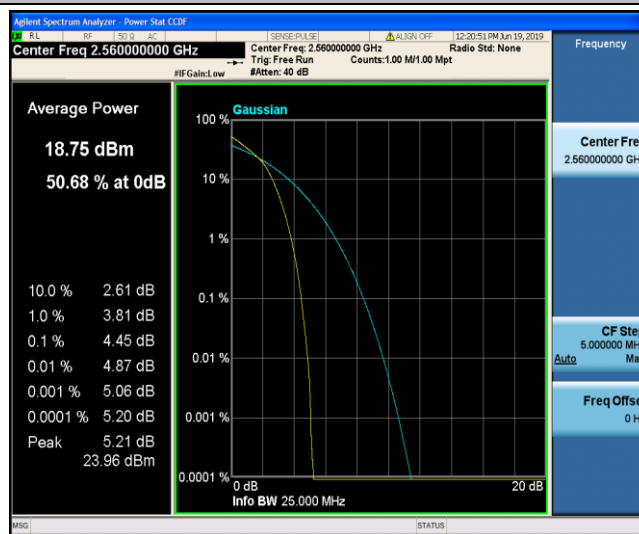 Agilent Spectrum Analyzer - Power Stat CCDF
RL RF 50 Ω AC SENSE:PULSE ALIGN OFF 12:20:51 PM Jun 19, 2019
Center Freq 2.560000000 GHz
Center Freq: 2.560000000 GHz Radio Std: None
Trig: Free Run Counts:1.00 M/1.00 Mpt
#IFGain:Low #Atten: 40 dB
Frequency
Average Power
18.75 dBm
50.68 % at 0dB
10.0 % 2.61 dB
1.0 % 3.81 dB
0.1 % 4.45 dB
0.01 % 4.87 dB
0.001 % 5.06 dB
0.0001 % 5.20 dB
Peak 5.21 dB
23.96 dBm
Gaussian
100 %
10 %
1 %
0.1 %
0.01 %
0.001 %
0.0001 %
0 dB 20 dB
Info BW 25.000 MHz
Center Fre
2.560000000 GH
CF Ste
5.000000 MH
Auto Ma
Freq Offse
0 H
MSG STATUS